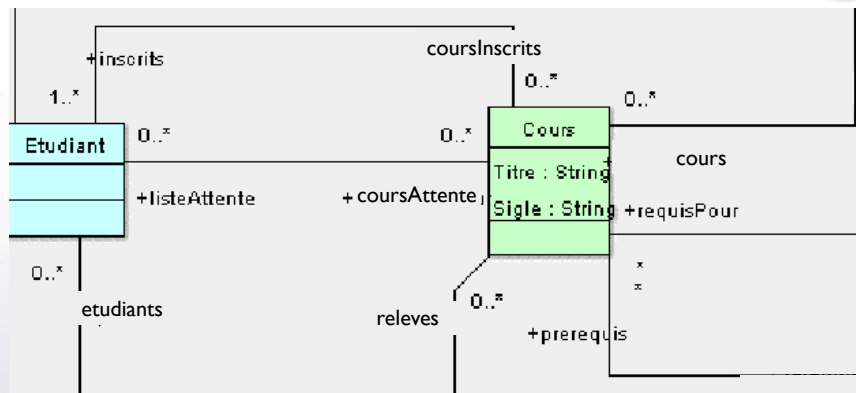 +inscrits
coursInscrits
1..*
0..*
0..*
Etudiant
0..*
0..*
Cours
cours
Titre : String
+listeAttente
+coursAttente
Sigle : String
+requisPour
0..*
*
*
etudiants
releves
0..*
+prerequis